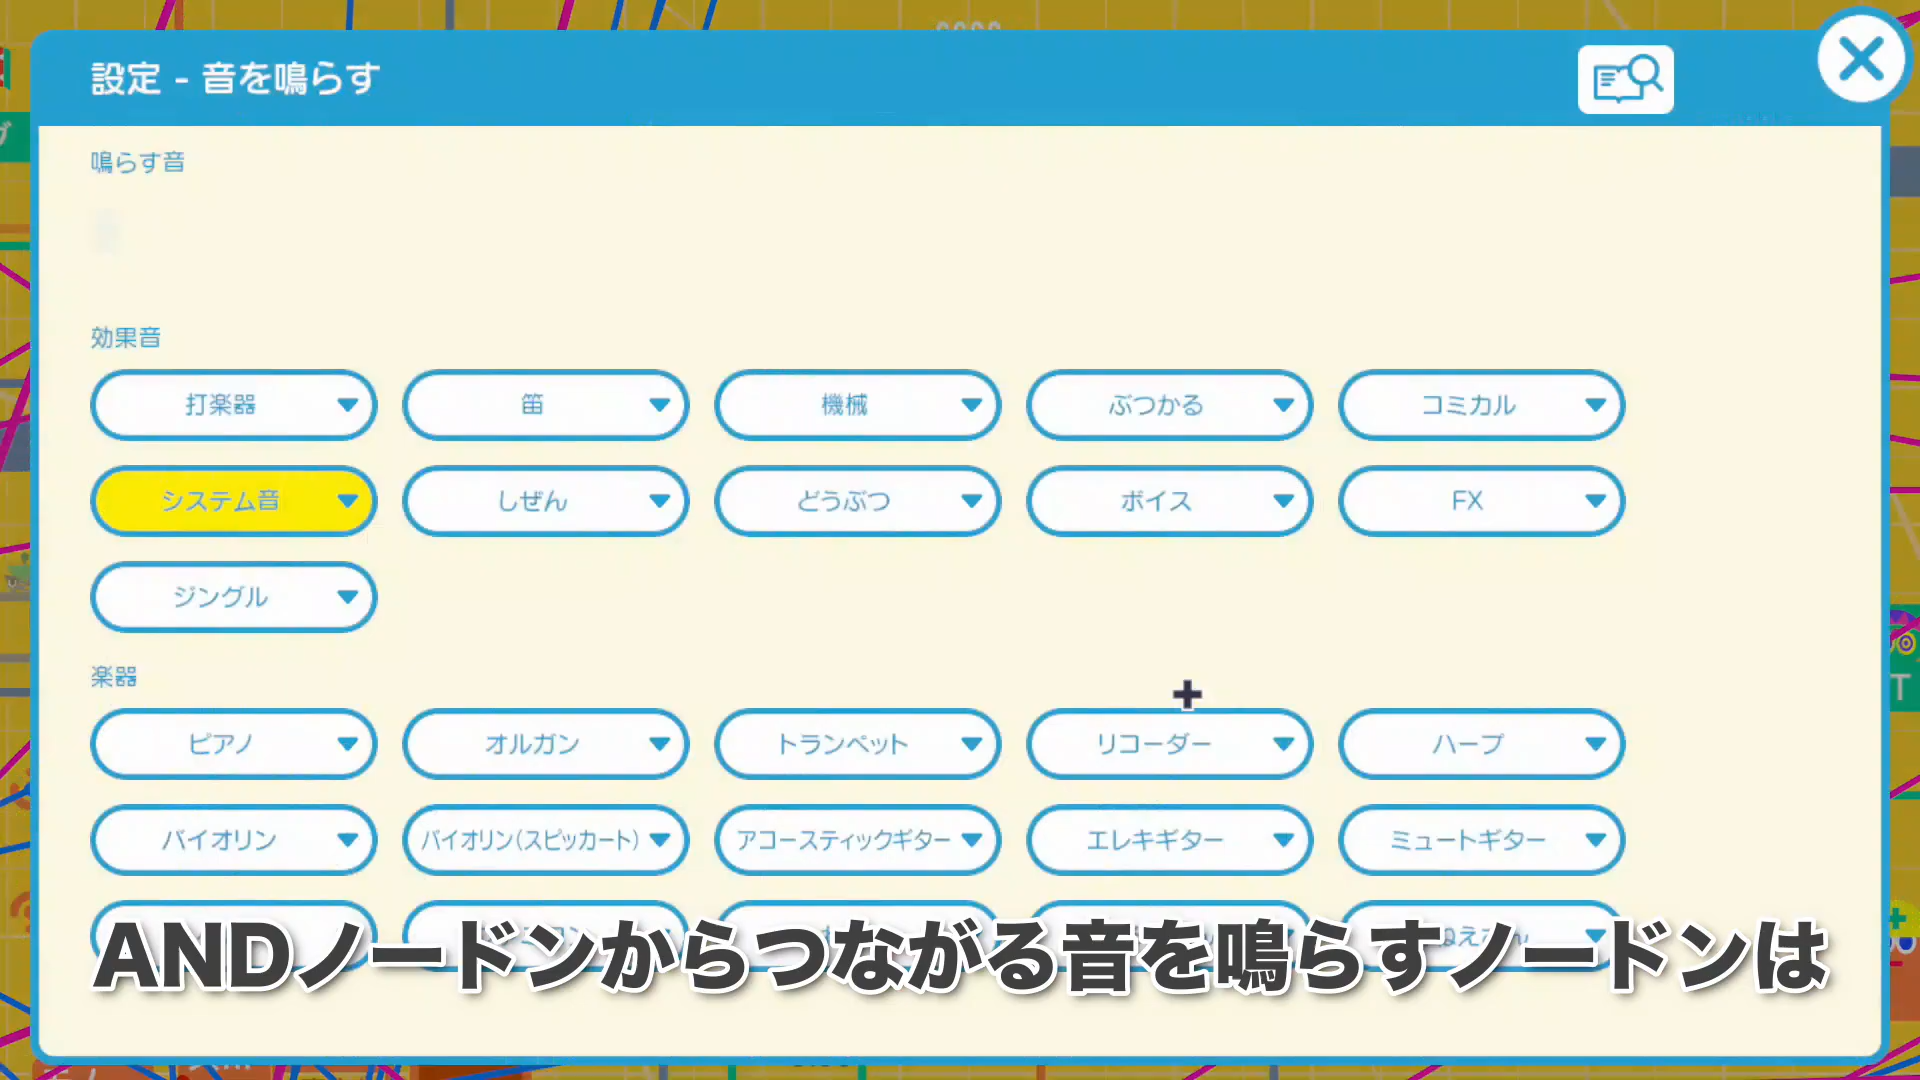 設定 - 音を鳴らす
鳴らす音
効果音
打楽器 笛 機械 ぶつかる コミカル
システム音 しぜん どうぶつ ボイス FX
ジングル
楽器
ピアノ オルガン トランペット リコーダー ハープ
バイオリン バイオリン(スピッカート) アコースティックギター エレキギター ミュートギター
ANDノードンからつながる音を鳴らすノードンは